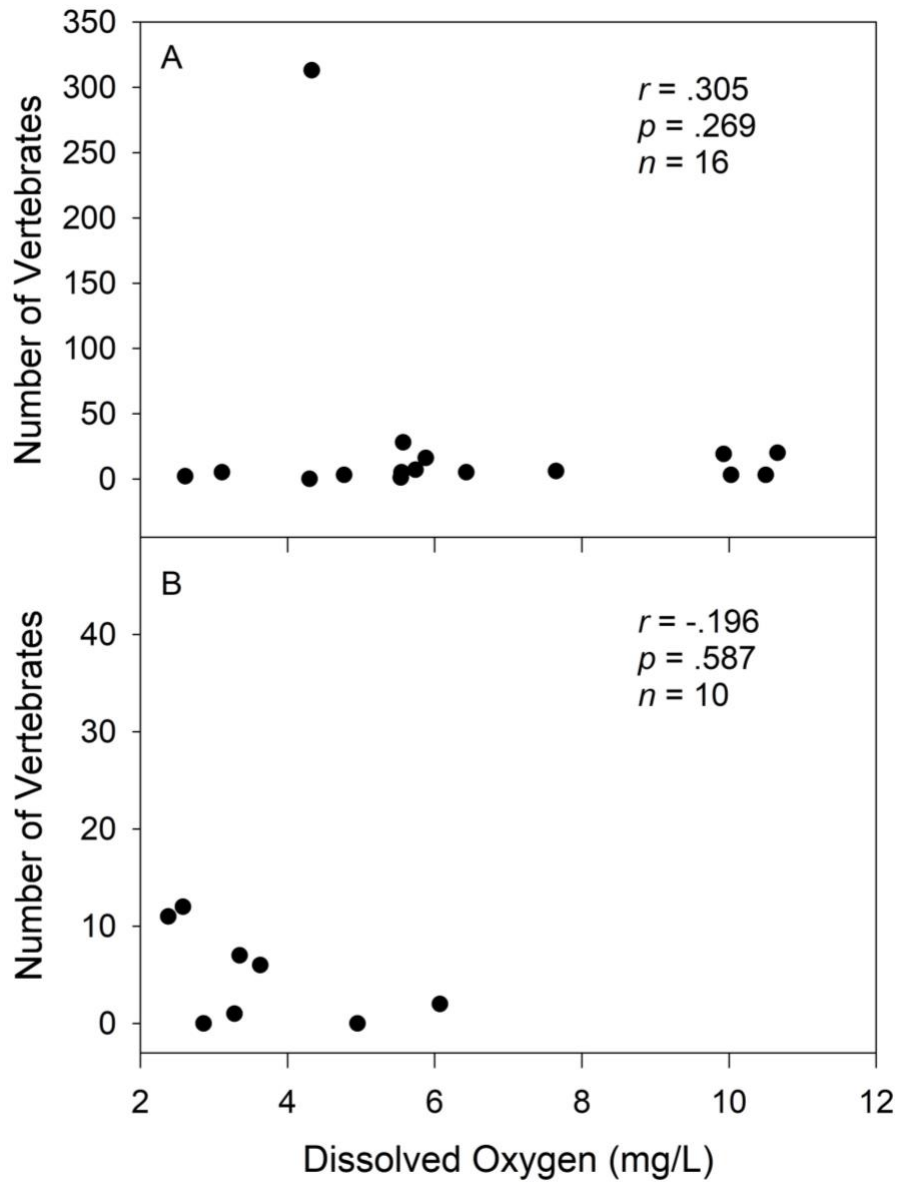 A
r = .305
p = .269
n = 16
350
300
250
200
150
100
50
0
Number of Vertebrates
B
r = -.196
p = .587
n = 10
40
30
20
10
0
Number of Vertebrates
2 4 6 8 10 12
Dissolved Oxygen (mg/L)